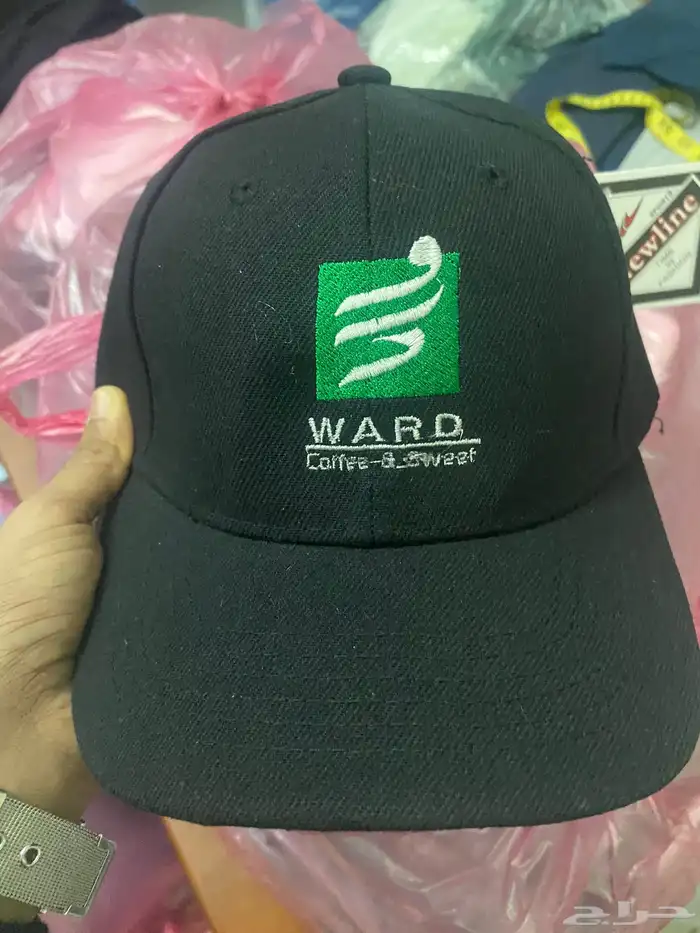 WARD
Coffee & Sweet
ewline
حراج